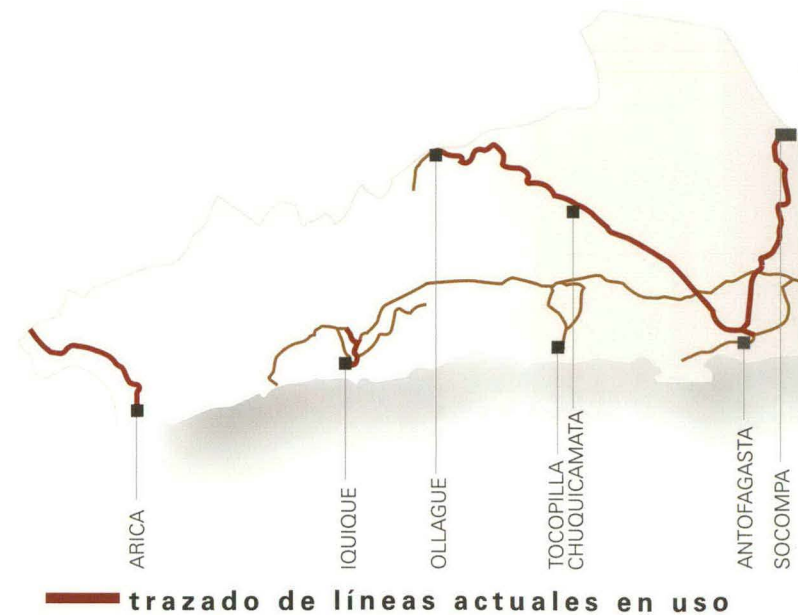 ARICA
IQUIQUE
OLLAGUE
TOCOPILLA
CHUQUICAMATA
ANTOFAGASTA
SOCOMPA
trazado de líneas actuales en uso